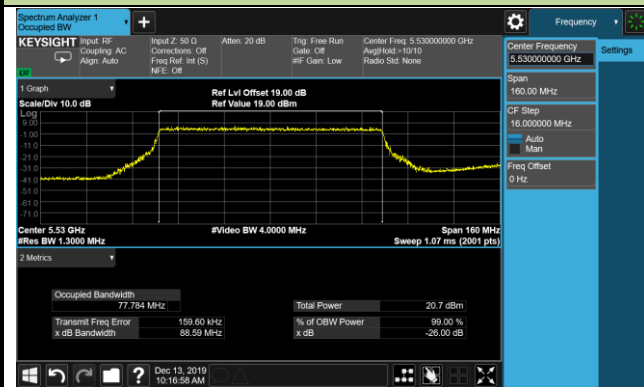 Spectrum Analyzer 1
Occupied BW
+
Frequency
KEYSIGHT
Input: RF
Coupling: AC
Align: Auto
Input Z: 50 Ω
Corrections: Off
Freq Ref: Int (S)
NFE: Off
Atten: 20 dB
Trig: Free Run
Gate: Off
#IF Gain: Low
Center Freq: 5.530000000 GHz
Avg|Hold:>10/10
Radio Std: None
LV
Center Frequency
5.530000000 GHz
Settings
Span
160.00 MHz
CF Step
16.000000 MHz
Auto
Man
Freq Offset
0 Hz
1 Graph
Scale/Div 10.0 dB
Ref Lvl Offset 19.00 dB
Ref Value 19.00 dBm
Log
9.00
-1.00
-11.0
-21.0
-31.0
-41.0
-51.0
-61.0
-71.0
Center 5.53 GHz
#Video BW 4.0000 MHz
Span 160 MHz
#Res BW 1.3000 MHz
Sweep 1.07 ms (2001 pts)
2 Metrics
Occupied Bandwidth
77.784 MHz
Total Power 20.7 dBm
Transmit Freq Error 159.60 kHz
% of OBW Power 99.00 %
x dB Bandwidth 88.59 MHz
x dB -26.00 dB
?
Dec 13, 2019
10:16:58 AM